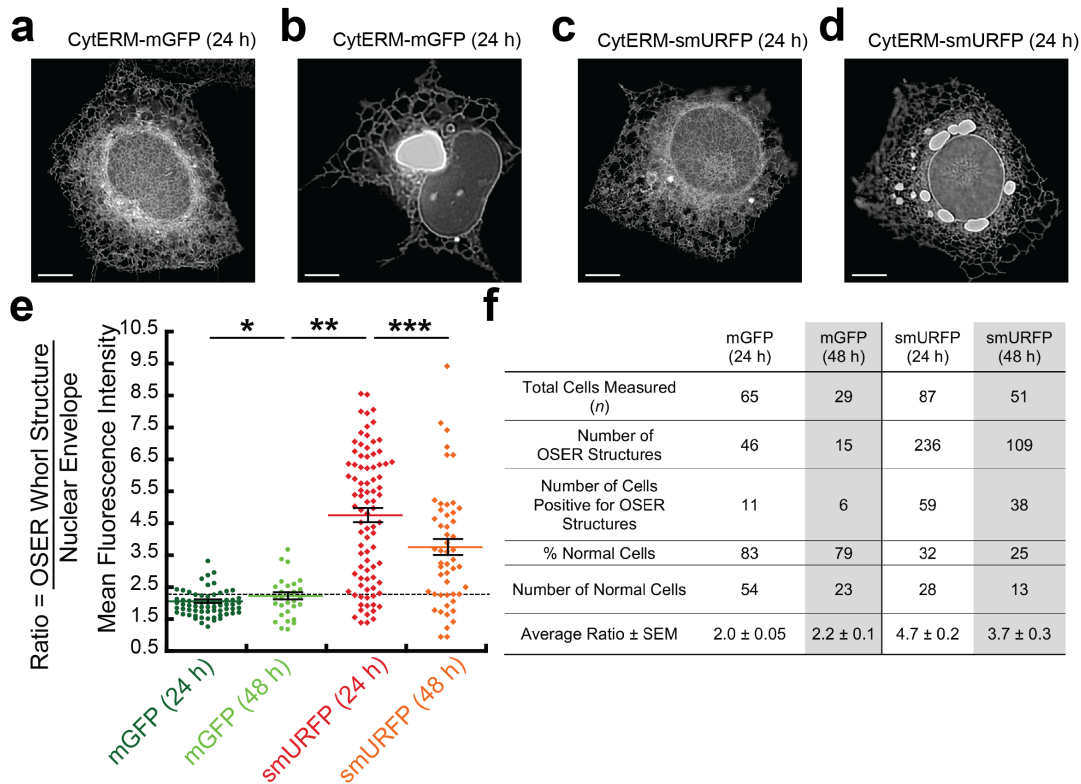 a
CytERM-mGFP (24 h)
b
CytERM-mGFP (24 h)
c
CytERM-smURFP (24 h)
d
CytERM-smURFP (24 h)
e
Ratio = OSER Whorl Structure
Nuclear Envelope
Mean Fluorescence Intensity
10.5
9.5
8.5
7.5
6.5
5.5
4.5
3.5
2.5
1.5
0.5
*
**
***
mGFP (24 h)
mGFP (48 h)
smURFP (24 h)
smURFP (48 h)
f
mGFP
(24 h)
mGFP
(48 h)
smURFP
(24 h)
smURFP
(48 h)
Total Cells Measured
(n)
65
29
87
51
Number of
OSER Structures
46
15
236
109
Number of Cells
Positive for OSER
Structures
11
6
59
38
% Normal Cells
83
79
32
25
Number of Normal Cells
54
23
28
13
Average Ratio ± SEM
2.0 ± 0.05
2.2 ± 0.1
4.7 ± 0.2
3.7 ± 0.3